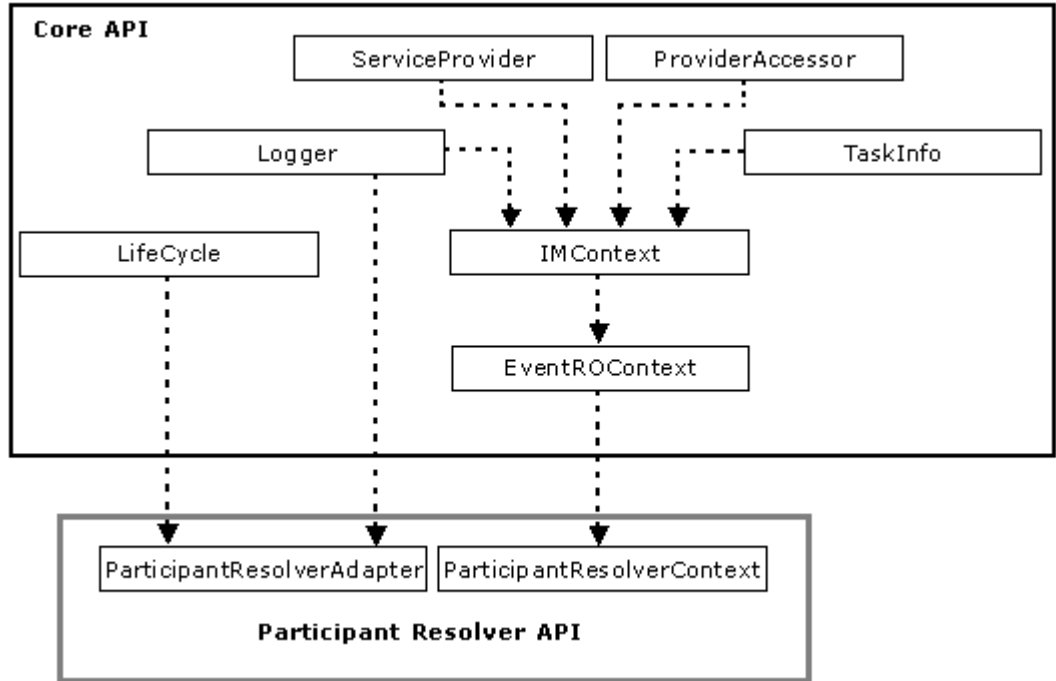 Core API
ServiceProvider
ProviderAccessor
Logger
TaskInfo
LifeCycle
IMContext
EventROContext
ParticipantResolverAdapter
ParticipantResolverContext
Participant Resolver API